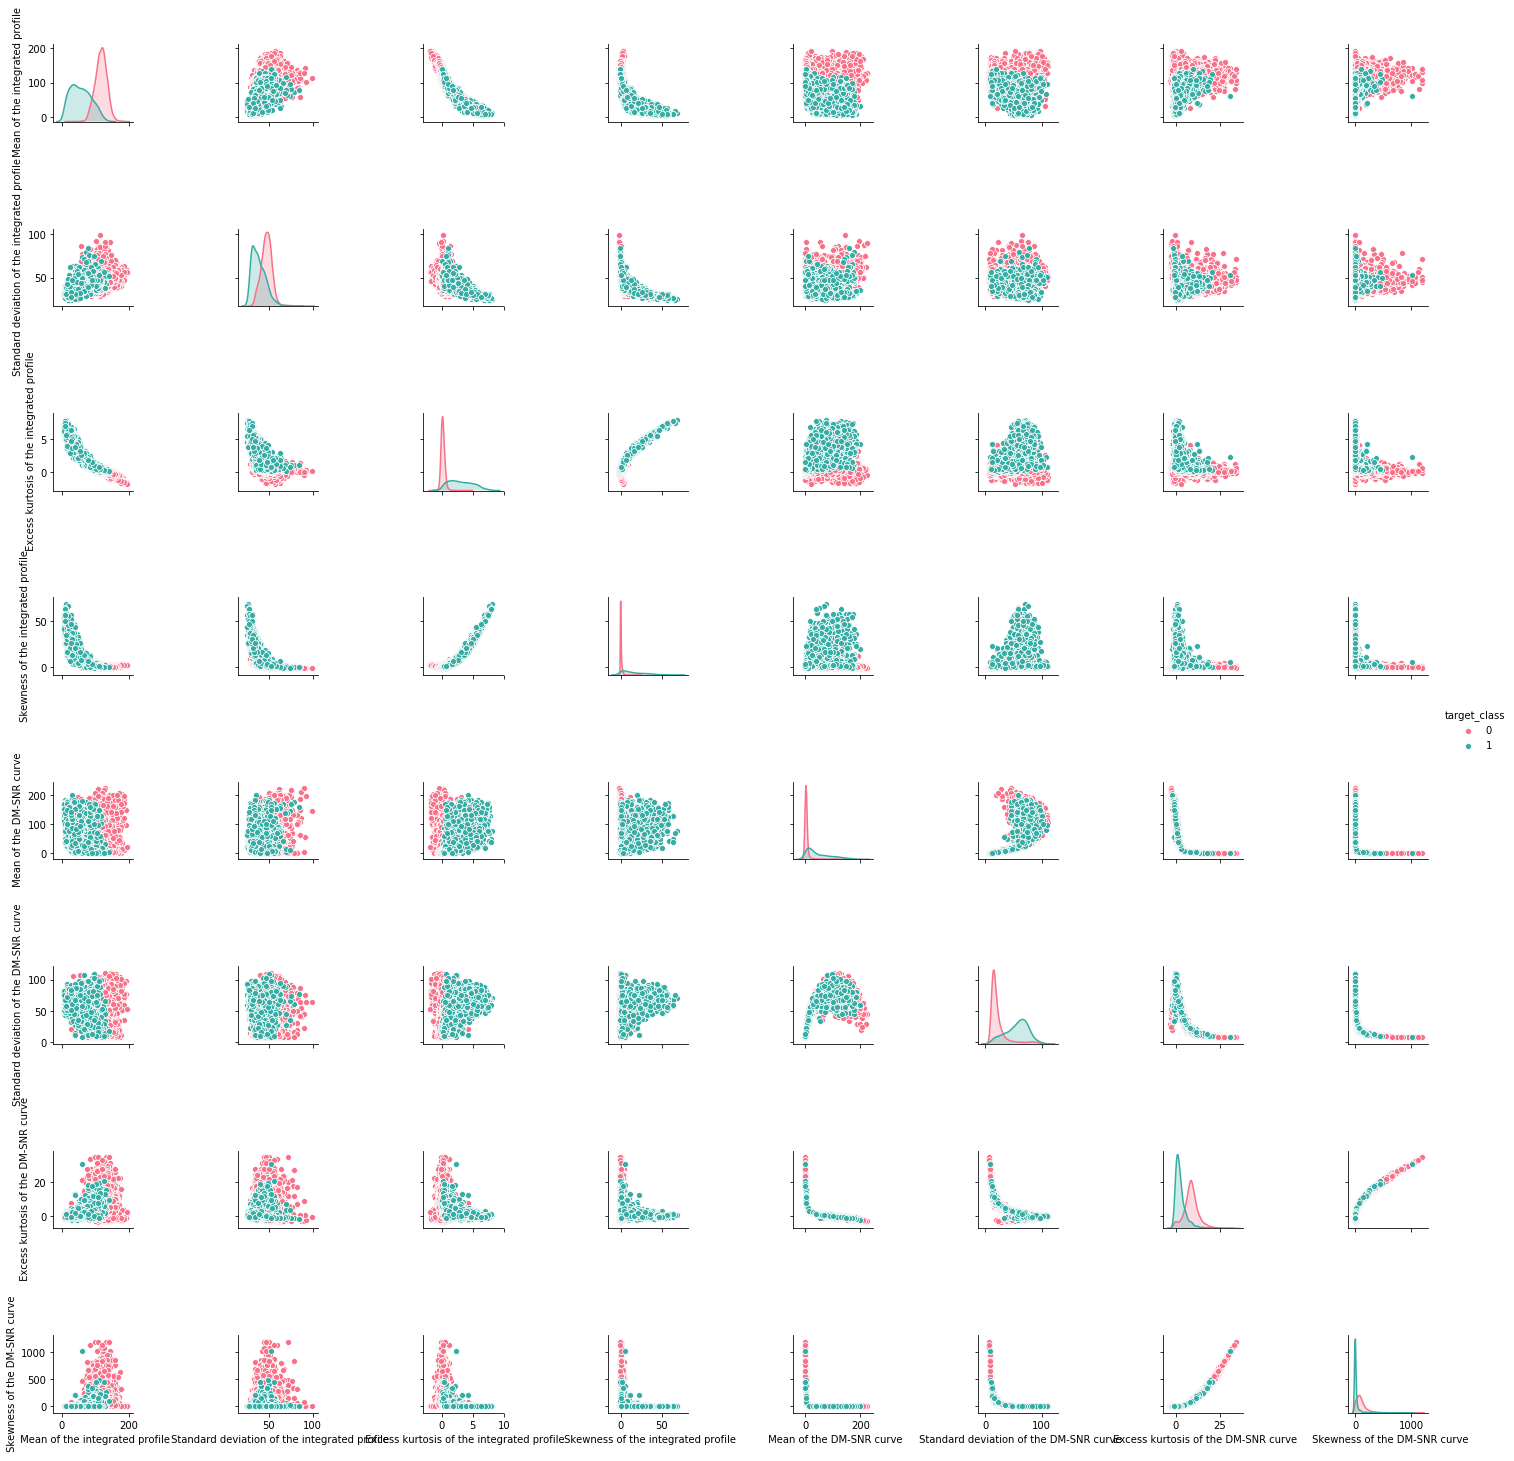 Mean of the integrated profile
200
100
0
Standard deviation of the integrated profile
100
50
Excess kurtosis of the integrated profile
5
0
Skewness of the integrated profile
50
0
target_class
0
1
Mean of the DM-SNR curve
200
100
0
Standard deviation of the DM-SNR curve
100
50
0
Excess kurtosis of the DM-SNR curve
20
0
Skewness of the DM-SNR curve
1000
500
0
0 200 50 100 0 5 10 0 50 0 200 0 100 0 25 0 1000
Mean of the integrated profile Standard deviation of the integrated profile Excess kurtosis of the integrated profile Skewness of the integrated profile Mean of the DM-SNR curve Standard deviation of the DM-SNR curve Excess kurtosis of the DM-SNR curve Skewness of the DM-SNR curve